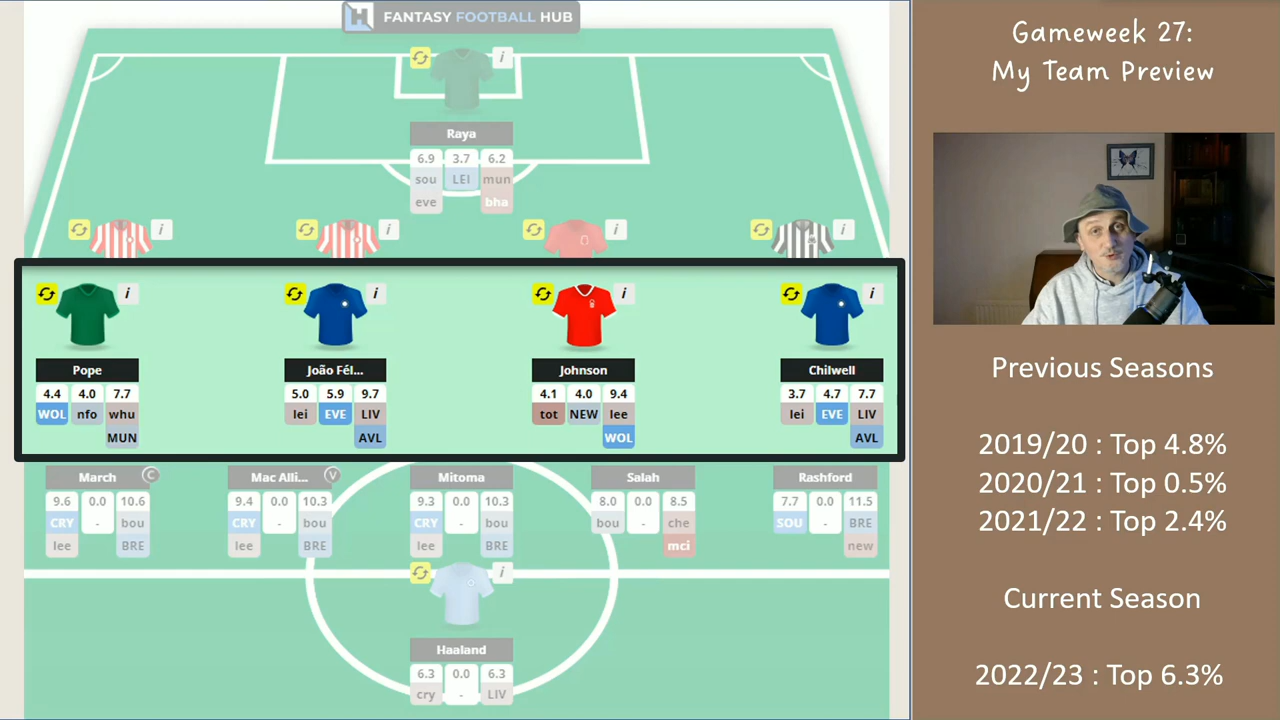 FANTASY FOOTBALL HUB
i
Raya
6.9 3.7 6.2
sou LEI mun
eve bha
i i i i
i i i i
Pope João Fél... Johnson Chilwell
4.4 4.0 7.7 5.0 5.9 9.7 4.1 4.0 9.4 3.7 4.7 7.7
WOL nfo whu lei EVE LIV tot NEW lee lei EVE LIV
MUN AVL WOL AVL
March C Mac Alli... V Mitoma Salah Rashford
9.6 0.0 10.6 9.4 0.0 10.3 9.3 0.0 10.3 8.0 0.0 8.5 7.7 0.0 11.5
CRY - bou CRY - bou CRY - bou bou - che SOU - BRE
lee BRE lee BRE lee BRE mci new
i
Haaland
6.3 0.0 6.3
cry - LIV
Gameweek 27:
My Team Preview
Previous Seasons
2019/20 : Top 4.8%
2020/21 : Top 0.5%
2021/22 : Top 2.4%
Current Season
2022/23 : Top 6.3%